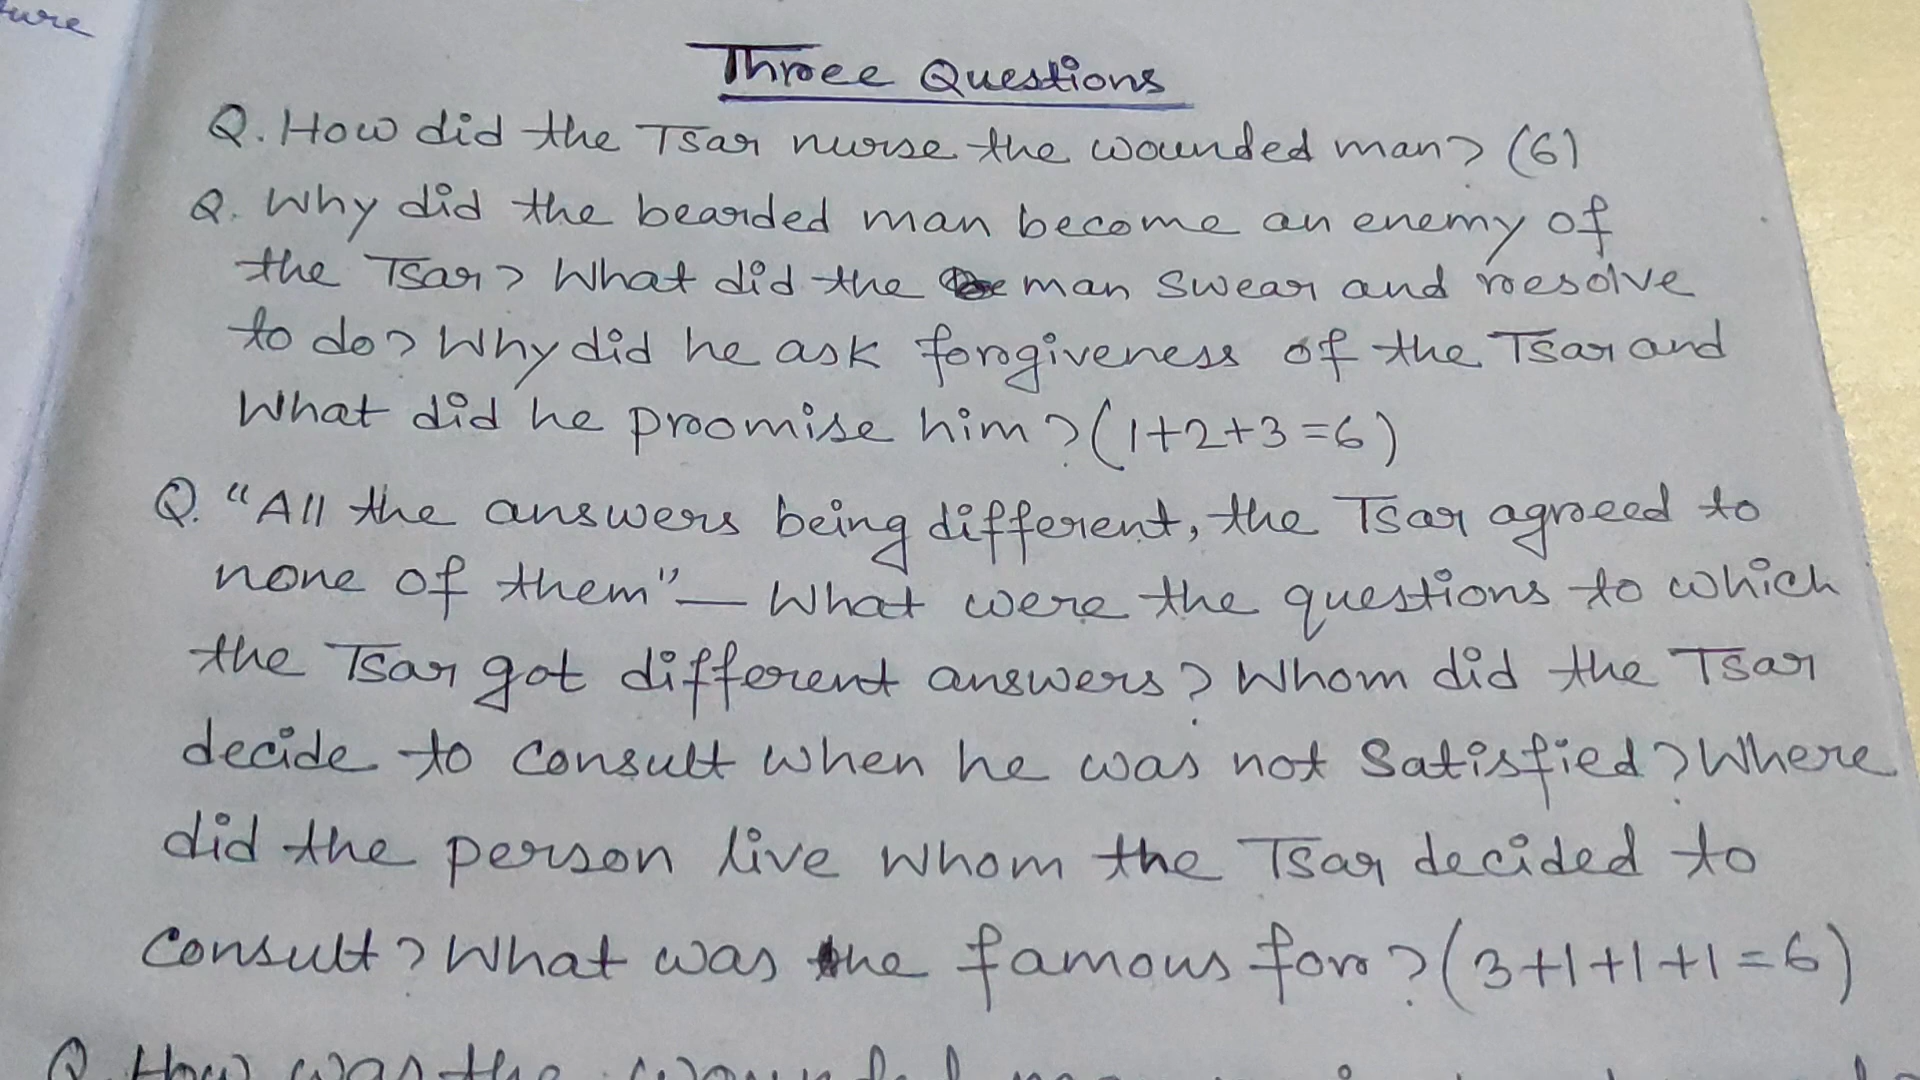 ure
Three Questions
Q. How did the Tsar nurse the wounded man? (6)
Q. Why did the bearded man become an enemy of
the Tsar? What did the man swear and resolve
to do? Why did he ask forgiveness of the Tsar and
What did he promise him? (1+2+3=6)
Q. "All the answers being different, the Tsar agreed to
none of them" — What were the questions to which
the Tsar got different answers? Whom did the Tsar
decide to consult when he was not satisfied? Where
did the person live whom the Tsar decided to
consult? What was he famous for? (3+1+1+1=6)
Q. How was the wounded